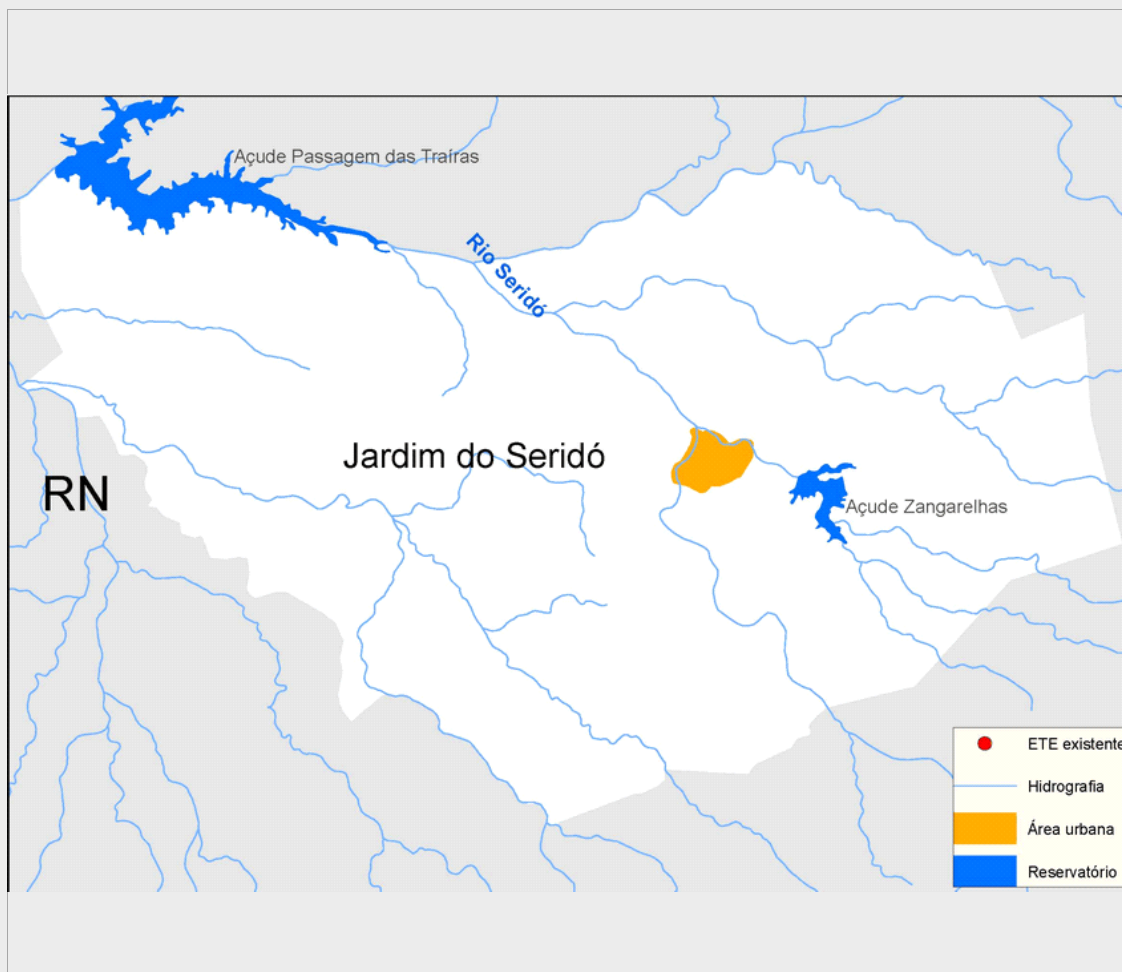 Açude Passagem das Traíras
Rio Seridó
Jardim do Seridó
RN
Açude Zangarelhas
ETE existente
Hidrografia
Área urbana
Reservatório